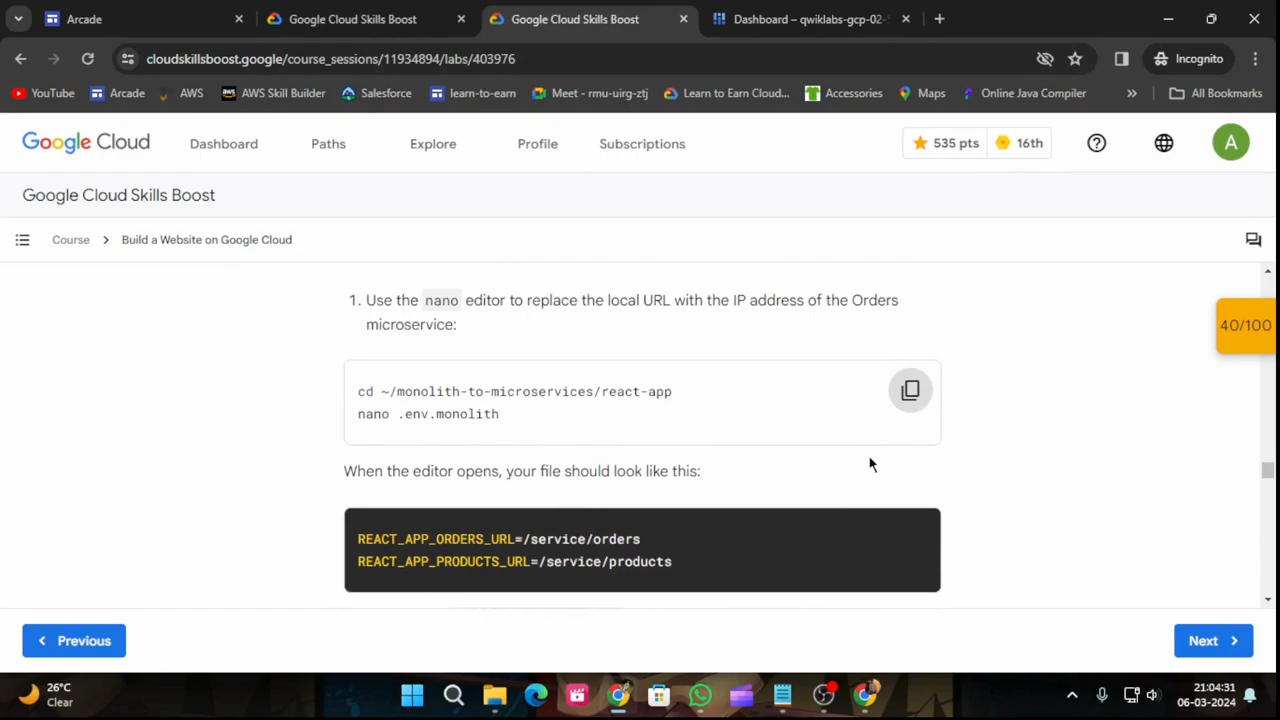 Arcade
Google Cloud Skills Boost
Google Cloud Skills Boost
Dashboard – qwiklabs-gcp-02-
cloudskillsboost.google/course_sessions/11934894/labs/403976
Incognito
YouTube
Arcade
AWS
AWS Skill Builder
Salesforce
learn-to-earn
Meet - rmu-uirg-ztj
Learn to Earn Cloud...
Accessories
Maps
Online Java Compiler
»
All Bookmarks
Google Cloud
Dashboard
Paths
Explore
Profile
Subscriptions
535 pts
16th
A
Google Cloud Skills Boost
Course
Build a Website on Google Cloud
1. Use the nano editor to replace the local URL with the IP address of the Orders
microservice:
40/100
cd ~/monolith-to-microservices/react-app
nano .env.monolith
When the editor opens, your file should look like this:
REACT_APP_ORDERS_URL=/service/orders
REACT_APP_PRODUCTS_URL=/service/products
Previous
Next
26°C
Clear
21:04:31
06-03-2024